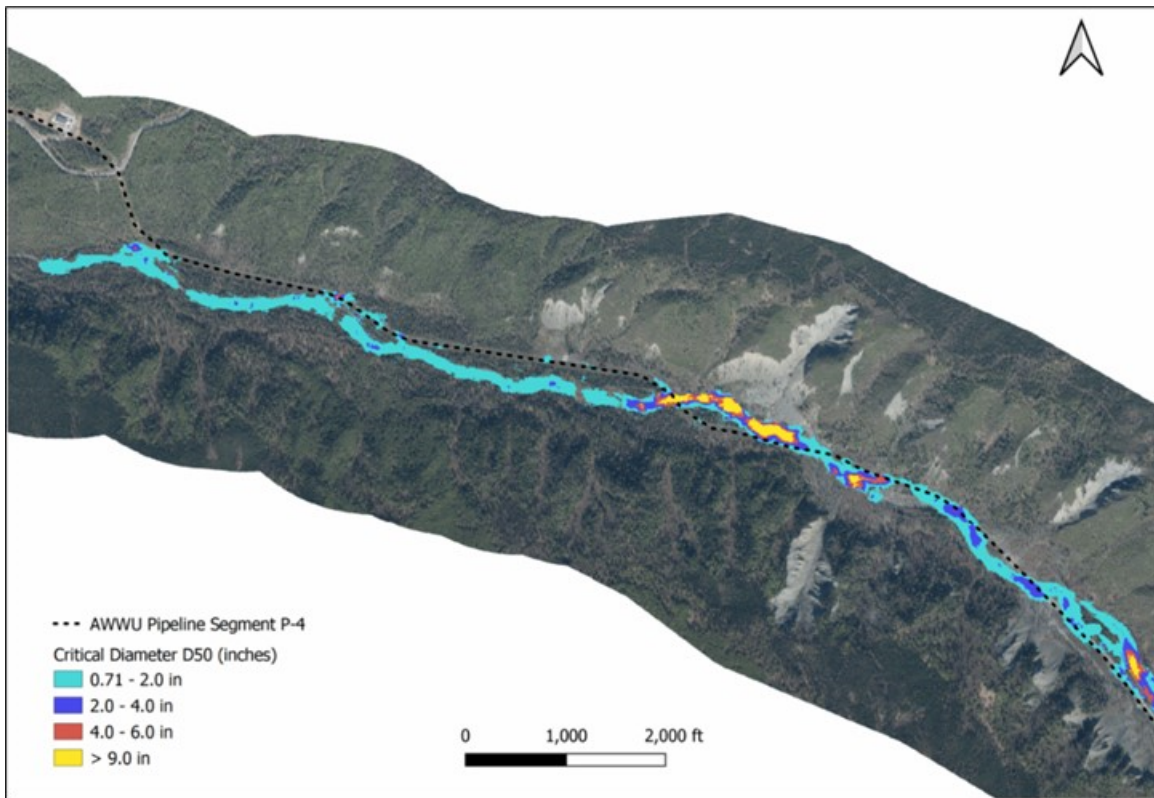 AWWU Pipeline Segment P-4
Critical Diameter D50 (inches)
0.71 - 2.0 in
2.0 - 4.0 in
4.0 - 6.0 in
> 9.0 in
0 1,000 2,000 ft